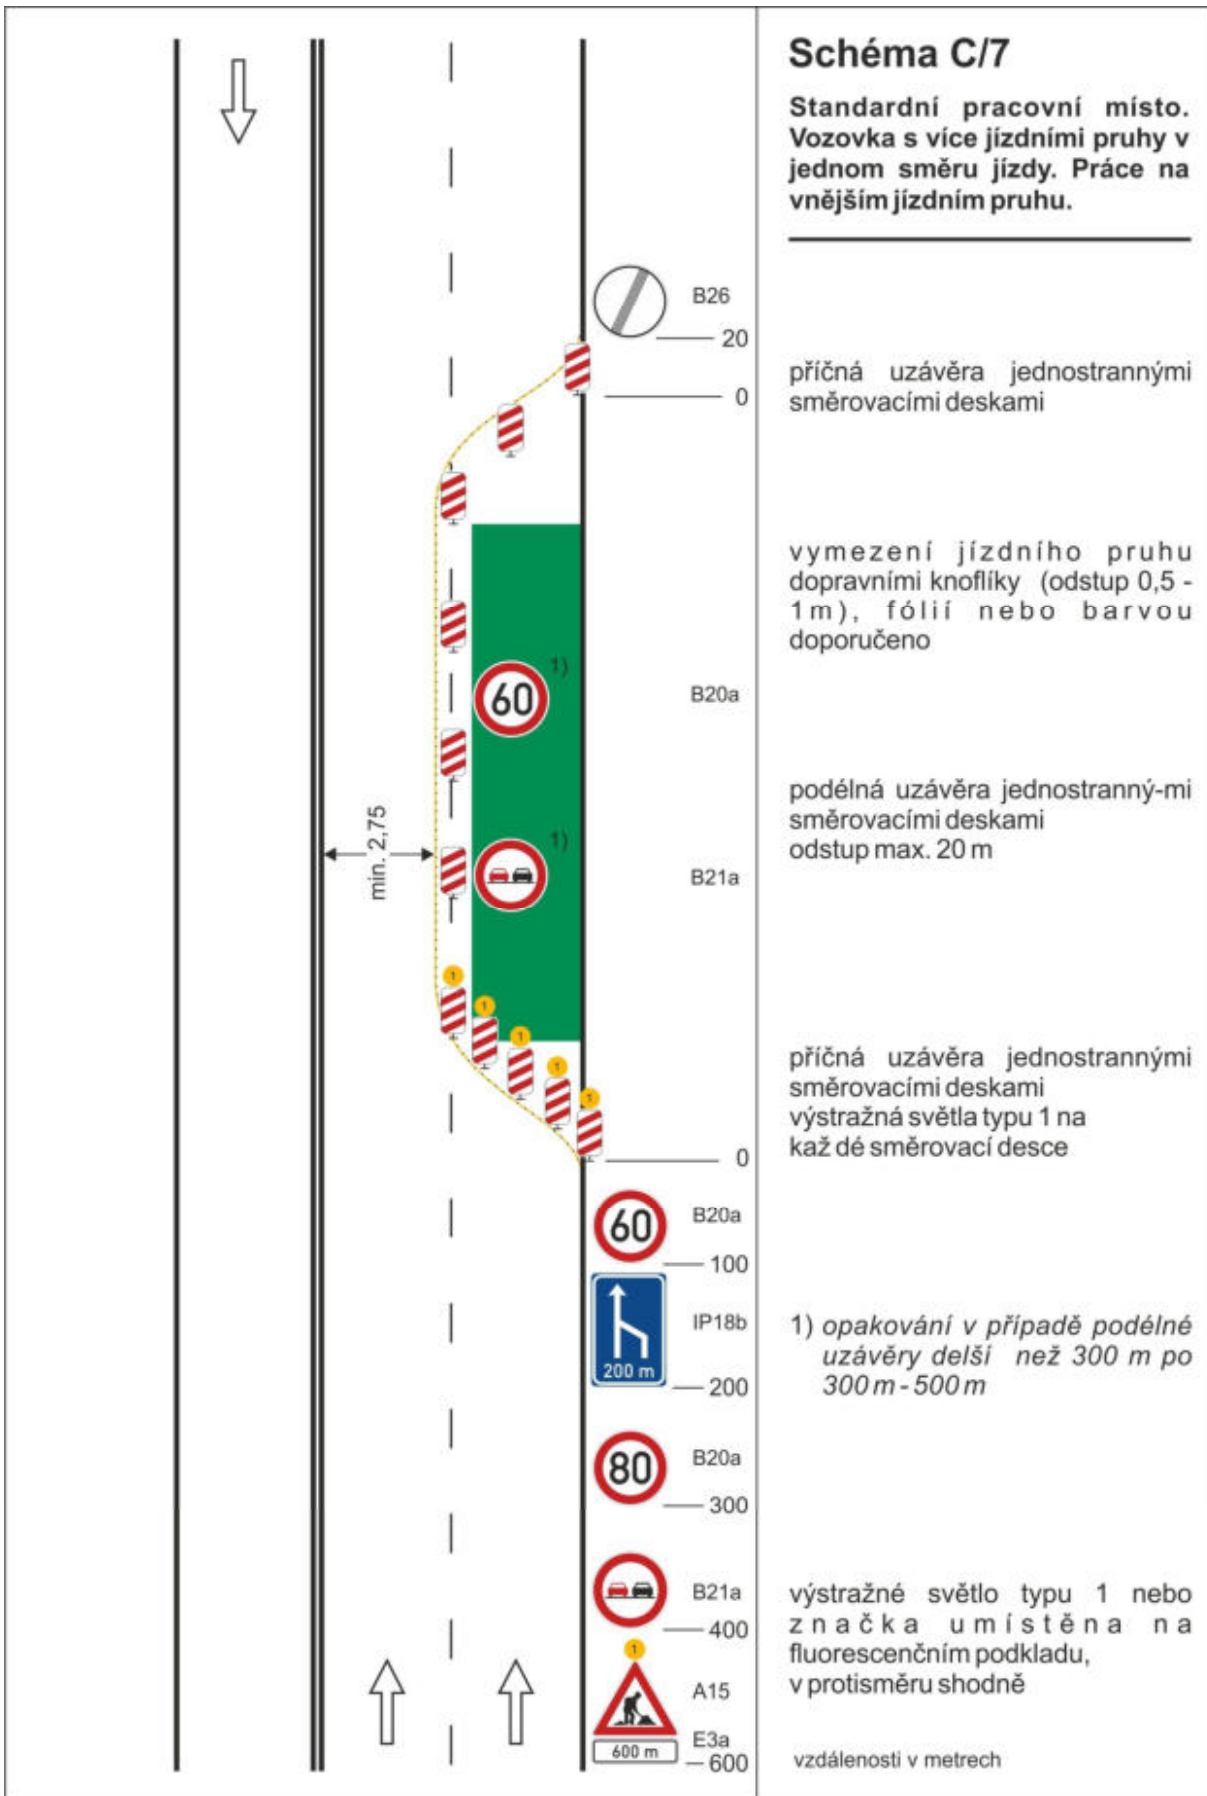 Schéma C/7
Standardní pracovní místo.
Vozovka s více jízdními pruhy v
jednom směru jízdy. Práce na
vnějším jízdním pruhu.
B26
20
0
příčná uzávěra jednostrannými
směrovacími deskami
vymezení jízdního pruhu
dopravními knoflíky (odstup 0,5 -
1m), fólií nebo barvou
doporučeno
1)
60
B20a
podélná uzávěra jednostranný-mi
směrovacími deskami
odstup max. 20 m
min. 2,75
1)
B21a
1
1
1
1
1
příčná uzávěra jednostrannými
směrovacími deskami
výstražná světla typu 1 na
kaž dé směrovací desce
0
60
B20a
100
200 m
IP18b
200
1) opakování v případě podélné
uzávěry delší než 300 m po
300 m - 500 m
80
B20a
300
B21a
400
výstražné světlo typu 1 nebo
značka umístěna na
fluorescenčním podkladu,
v protisměru shodně
1
A15
E3a
600 m
600
vzdálenosti v metrech